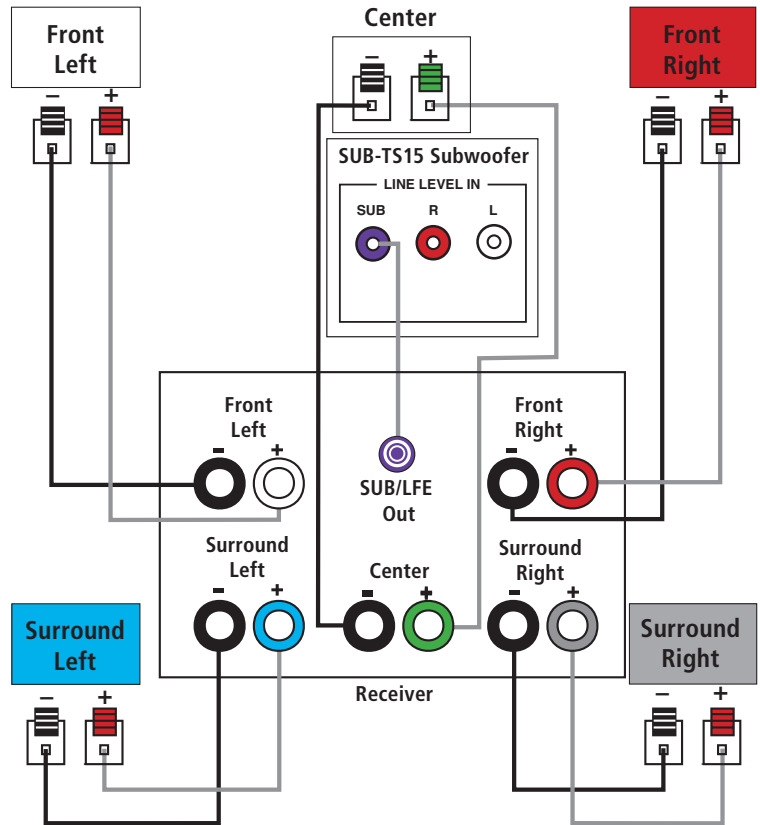 Center
Front
Left
- +
- +
Front
Right
- +
SUB-TS15 Subwoofer
LINE LEVEL IN
SUB R L
Front
Left
- +
Front
Right
- +
SUB/LFE
Out
Surround
Left
- +
Center
- +
Surround
Right
- +
Surround
Left
- +
Surround
Right
- +
Receiver